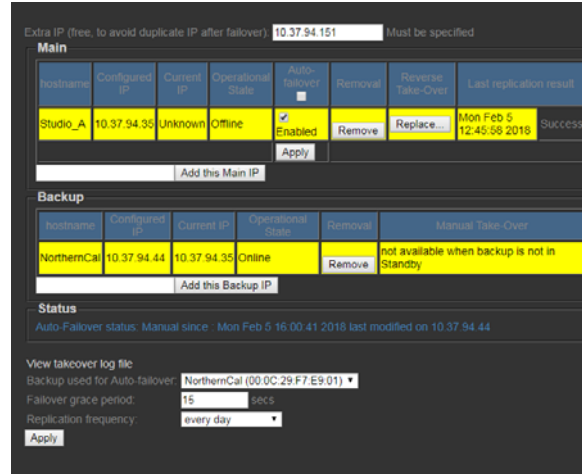 Extra IP (free, to avoid duplicate IP after failover): 10.37.94.151 Must be specified
Main
hostname Configured IP Current IP Operational State Auto-failover Removal Reverse Take-Over Last replication result
Studio_A 10.37.94.35 Unknown Offline Enabled Remove Replace... Mon Feb 5 12:45:58 2018 Success
Apply
Add this Main IP
Backup
hostname Configured IP Current IP Operational State Removal Manual Take-Over
NorthernCal 10.37.94.44 10.37.94.35 Online Remove not available when backup is not in Standby
Add this Backup IP
Status
Auto-Failover status: Manual since : Mon Feb 5 16:00:41 2018 last modified on 10.37.94.44
View takeover log file
Backup used for Auto-failover: NorthernCal (00:0C:29:F7:E9:01)
Failover grace period: 15 secs
Replication frequency: every day
Apply